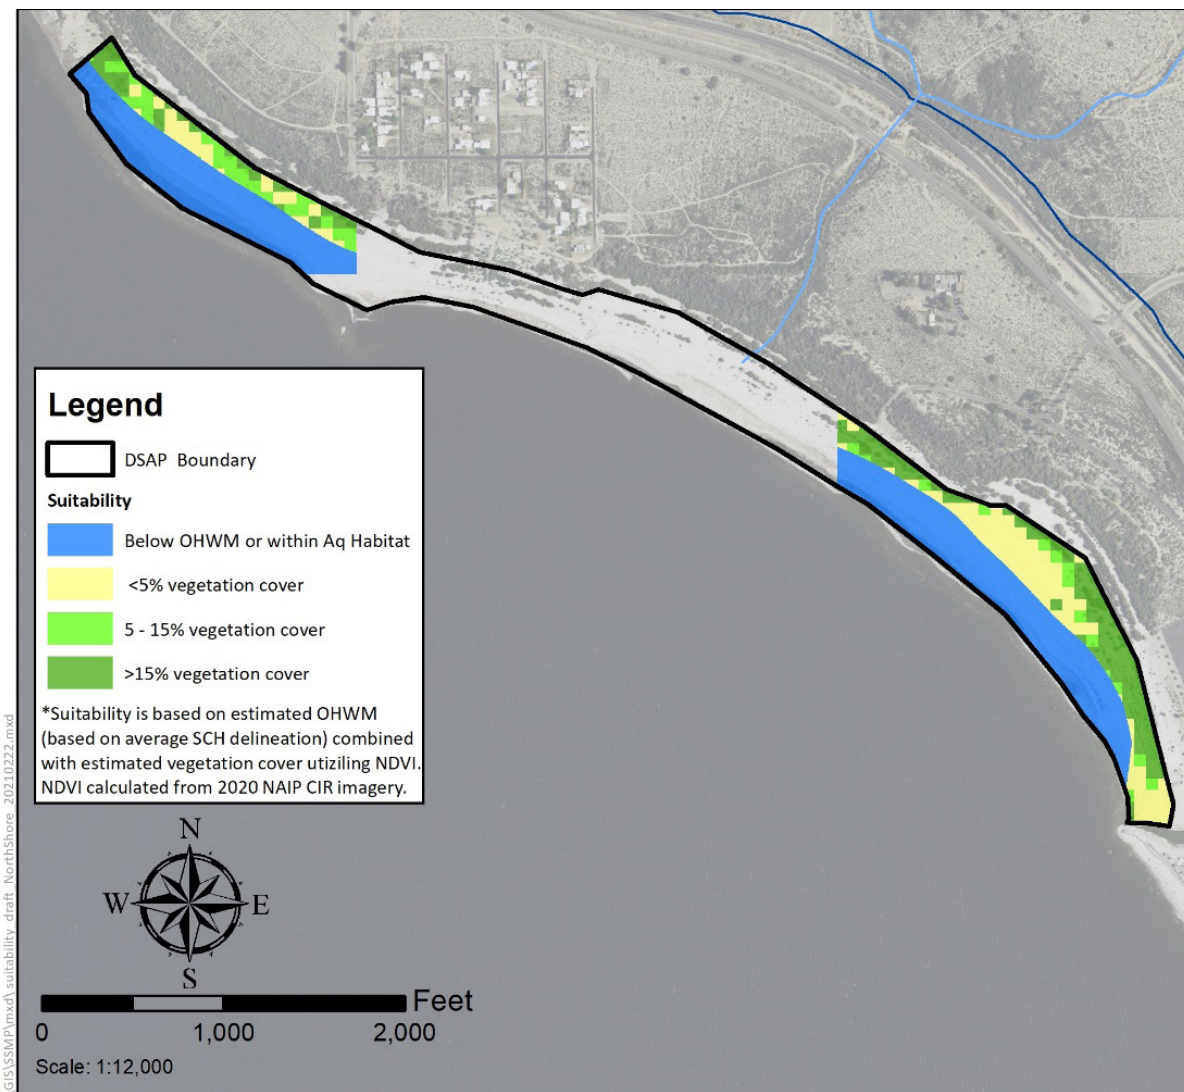 Legend
DSAP Boundary
Suitability
Below OHWM or within Aq Habitat
<5% vegetation cover
5 - 15% vegetation cover
>15% vegetation cover
*Suitability is based on estimated OHWM
(based on average SCH delineation) combined
with estimated vegetation cover utiziling NDVI.
NDVI calculated from 2020 NAIP CIR imagery.
N
W E
S
Feet
0 1,000 2,000
Scale: 1:12,000
GIS\SSMP\mxd\ suitability_draft_NorthShore_20210222.mxd